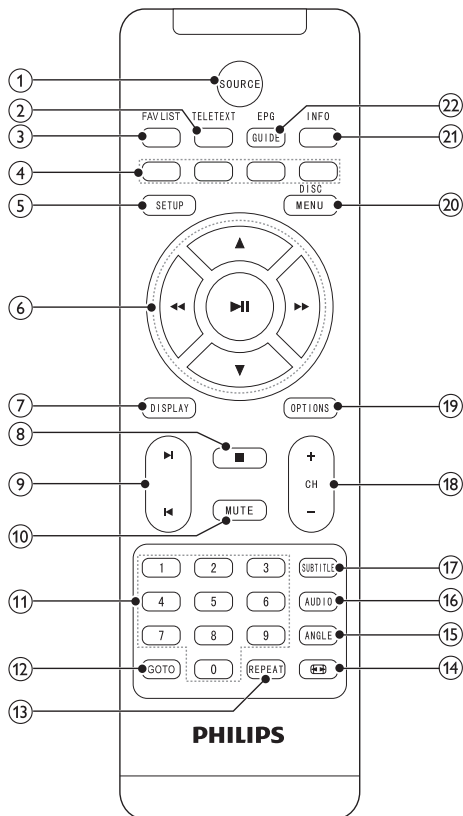 1 SOURCE
2 22
FAV LIST TELETEXT EPG INFO
3 GUIDE 21
4
DISC
5 SETUP MENU 20
6
7 DISPLAY OPTIONS 19
8
9 + CH - 18
10 MUTE
1 2 3 SUBTITLE 17
11 4 5 6 AUDIO 16
7 8 9 ANGLE 15
12 GOTO 0 REPEAT 14
13
PHILIPS